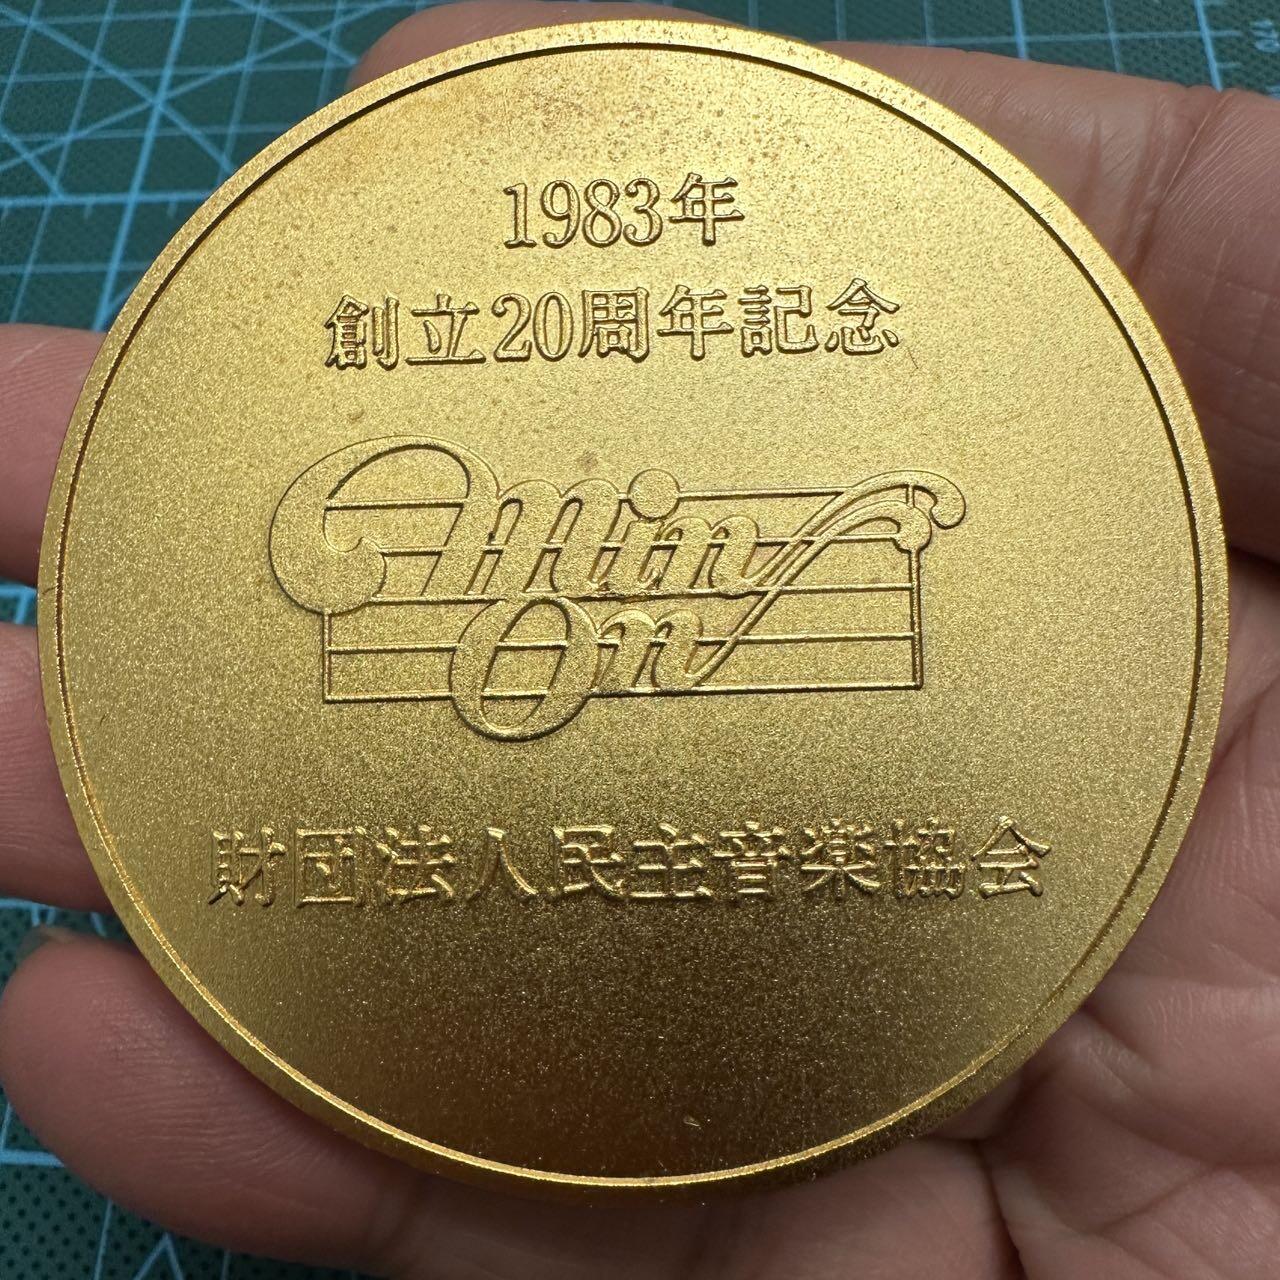 1983年
創立20周年記念
Min
On
財団法人民主音楽協会
170